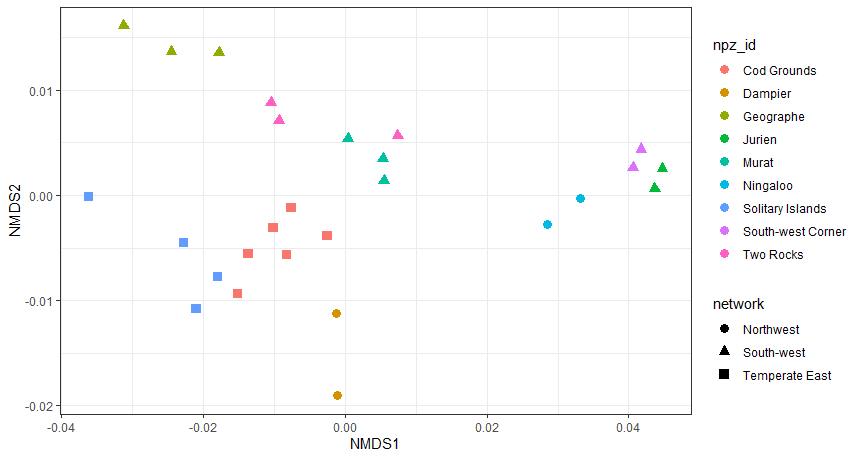 0.01
0.00
-0.01
-0.02
NMDS2
-0.04
-0.02
0.00
0.02
0.04
NMDS1
npz_id
Cod Grounds
Dampier
Geographe
Jurien
Murat
Ningaloo
Solitary Islands
South-west Corner
Two Rocks
network
Northwest
South-west
Temperate East